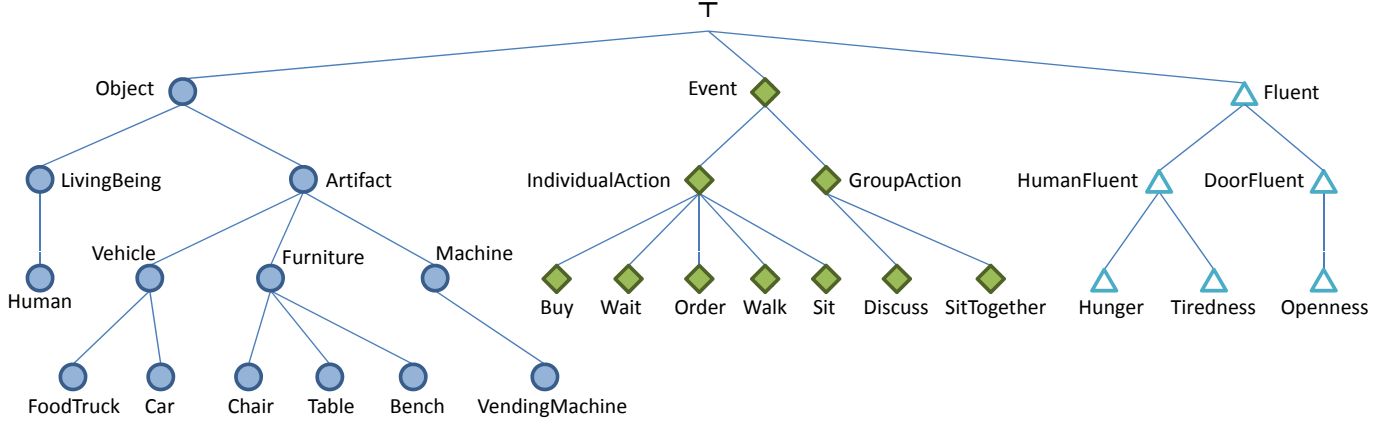 ⊤
Object
Event
Fluent
LivingBeing
Artifact
IndividualAction
GroupAction
HumanFluent
DoorFluent
Vehicle
Furniture
Machine
Human
Buy
Wait
Order
Walk
Sit
Discuss
SitTogether
Hunger
Tiredness
Openness
FoodTruck
Car
Chair
Table
Bench
VendingMachine